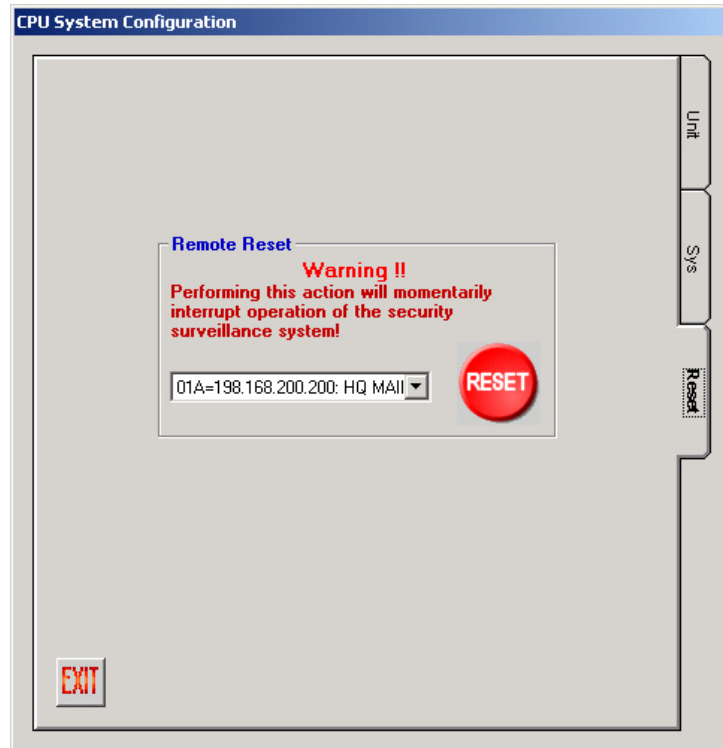 CPU System Configuration
Unit
Sys
Reset
Remote Reset
Warning !!
Performing this action will momentarily
interrupt operation of the security
surveillance system!
01A=198.168.200.200: HQ MAII
RESET
EXIT